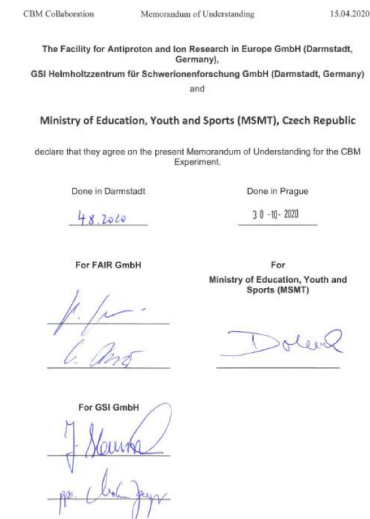 CBM Collaboration Memorandum of Understanding 15.04.2020
The Facility for Antiproton and Ion Research in Europe GmbH (Darmstadt,
Germany),
GSI Helmholtzzentrum für Schwerionenforschung GmbH (Darmstadt, Germany)
and
Ministry of Education, Youth and Sports (MSMT), Czech Republic
declare that they agree on the present Memorandum of Understanding for the CBM
Experiment.
Done in Darmstadt Done in Prague
4.8.2020 30 -10- 2020
For FAIR GmbH For
Ministry of Education, Youth and
Sports (MSMT)
For GSI GmbH
ppa.